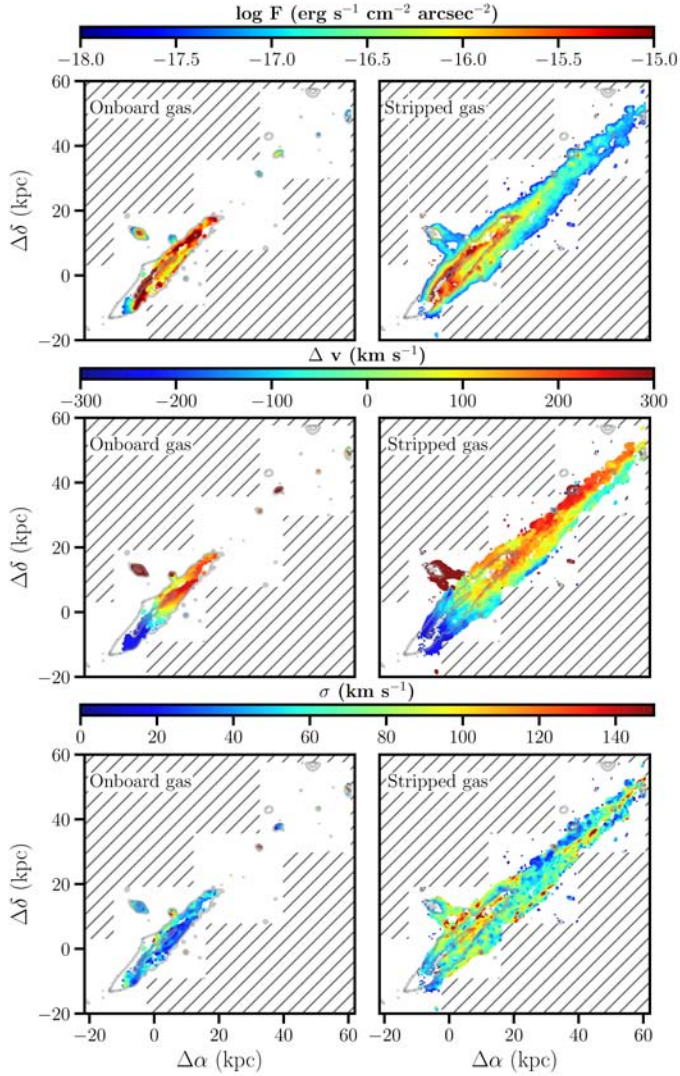 log F (erg s⁻¹ cm⁻² arcsec⁻²)
−18.0 −17.5 −17.0 −16.5 −16.0 −15.5 −15.0
60
40
20
0
−20
Δδ (kpc)
Onboard gas
Stripped gas
Δ v (km s⁻¹)
−300 −200 −100 0 100 200 300
60
40
20
0
−20
Δδ (kpc)
Onboard gas
Stripped gas
σ (km s⁻¹)
0 20 40 60 80 100 120 140
60
40
20
0
−20
Δδ (kpc)
Onboard gas
Stripped gas
−20 0 20 40 60
−20 0 20 40 60
Δα (kpc)
Δα (kpc)